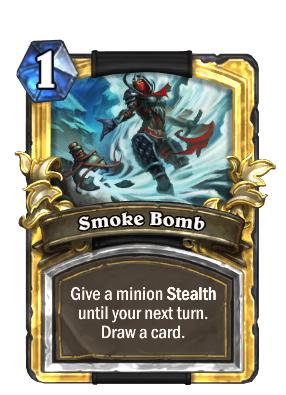 1
Smoke Bomb
Give a minion Stealth
until your next turn.
Draw a card.